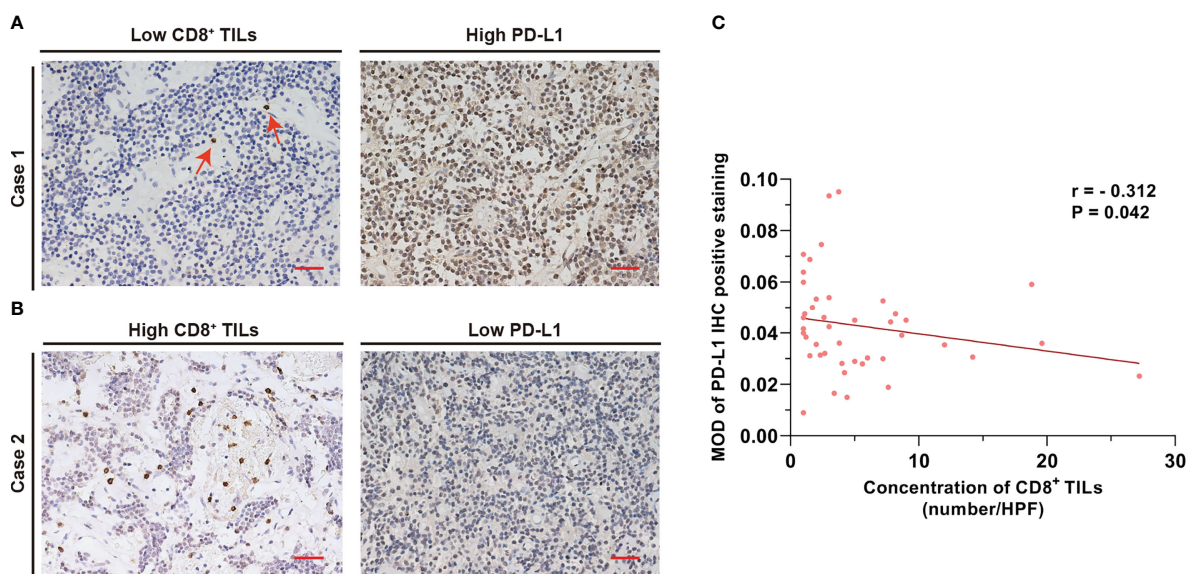 A
Low CD8⁺ TILs
High PD-L1
Case 1
B
High CD8⁺ TILs
Low PD-L1
Case 2
C
MOD of PD-L1 IHC positive staining
0.10
0.08
0.06
0.04
0.02
0.00
r = - 0.312
P = 0.042
0 10 20 30
Concentration of CD8⁺ TILs
(number/HPF)